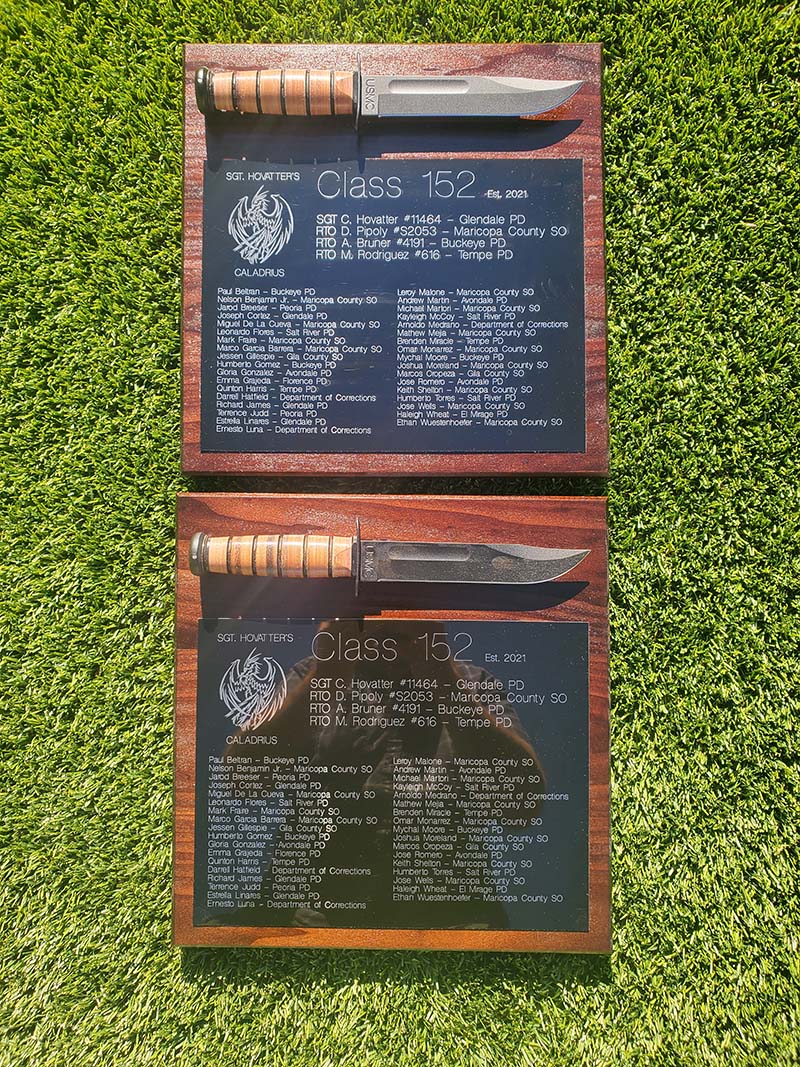 USMC
SGT. HOVATTER'S
CALADRIUS
Class 152 Est. 2021
SGT C. Hovatter #11464 – Glendale PD
RTO D. Pipoly #S2053 – Maricopa County SO
RTO A. Bruner #4191 – Buckeye PD
RTO M. Rodriguez #616 – Tempe PD
Paul Beltran – Buckeye PD
Nelson Benjamin Jr. – Maricopa County SO
Jarod Breeser – Peoria PD
Joseph Cortez – Glendale PD
Miguel De La Cueva – Maricopa County SO
Leonardo Flores – Salt River PD
Mark Fraire – Maricopa County SO
Marco Garcia Barrera – Maricopa County SO
Jessen Gillespie – Gila County SO
Humberto Gomez – Buckeye PD
Gloria Gonzalez – Avondale PD
Emma Grajeda – Florence PD
Quinton Harris – Tempe PD
Darrell Hatfield – Department of Corrections
Richard James – Glendale PD
Terrence Judd – Peoria PD
Estrella Linares – Glendale PD
Ernesto Luna – Department of Corrections
Leroy Malone – Maricopa County SO
Andrew Martin – Avondale PD
Michael Martori – Maricopa County SO
Kayleigh McCoy – Salt River PD
Arnoldo Medrano – Department of Corrections
Mathew Mejia – Maricopa County SO
Brenden Miracle – Tempe PD
Omar Monarrez – Maricopa County SO
Mychal Moore – Buckeye PD
Joshua Moreland – Maricopa County SO
Marcos Oropeza – Gila County SO
Jose Romero – Avondale PD
Keith Shelton – Maricopa County SO
Humberto Torres – Salt River PD
Jose Wells – Maricopa County SO
Haleigh Wheat – El Mirage PD
Ethan Wuestenhoefer – Maricopa County SO
USMC
SGT. HOVATTER'S
CALADRIUS
Class 152 Est. 2021
SGT C. Hovatter #11464 – Glendale PD
RTO D. Pipoly #S2053 – Maricopa County SO
RTO A. Bruner #4191 – Buckeye PD
RTO M. Rodriguez #616 – Tempe PD
Paul Beltran – Buckeye PD
Nelson Benjamin Jr. – Maricopa County SO
Jarod Breeser – Peoria PD
Joseph Cortez – Glendale PD
Miguel De La Cueva – Maricopa County SO
Leonardo Flores – Salt River PD
Mark Fraire – Maricopa County SO
Marco Garcia Barrera – Maricopa County SO
Jessen Gillespie – Gila County SO
Humberto Gomez – Buckeye PD
Gloria Gonzalez – Avondale PD
Emma Grajeda – Florence PD
Quinton Harris – Tempe PD
Darrell Hatfield – Department of Corrections
Richard James – Glendale PD
Terrence Judd – Peoria PD
Estrella Linares – Glendale PD
Ernesto Luna – Department of Corrections
Leroy Malone – Maricopa County SO
Andrew Martin – Avondale PD
Michael Martori – Maricopa County SO
Kayleigh McCoy – Salt River PD
Arnoldo Medrano – Department of Corrections
Mathew Mejia – Maricopa County SO
Brenden Miracle – Tempe PD
Omar Monarrez – Maricopa County SO
Mychal Moore – Buckeye PD
Joshua Moreland – Maricopa County SO
Marcos Oropeza – Gila County SO
Jose Romero – Avondale PD
Keith Shelton – Maricopa County SO
Humberto Torres – Salt River PD
Jose Wells – Maricopa County SO
Haleigh Wheat – El Mirage PD
Ethan Wuestenhoefer – Maricopa County SO